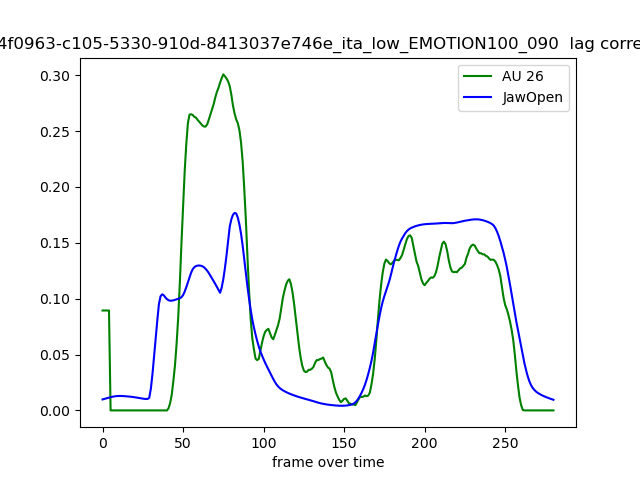 4f0963-c105-5330-910d-8413037e746e_ita_low_EMOTION100_090 lag corre
AU 26
JawOpen
0.30
0.25
0.20
0.15
0.10
0.05
0.00
0 50 100 150 200 250
frame over time